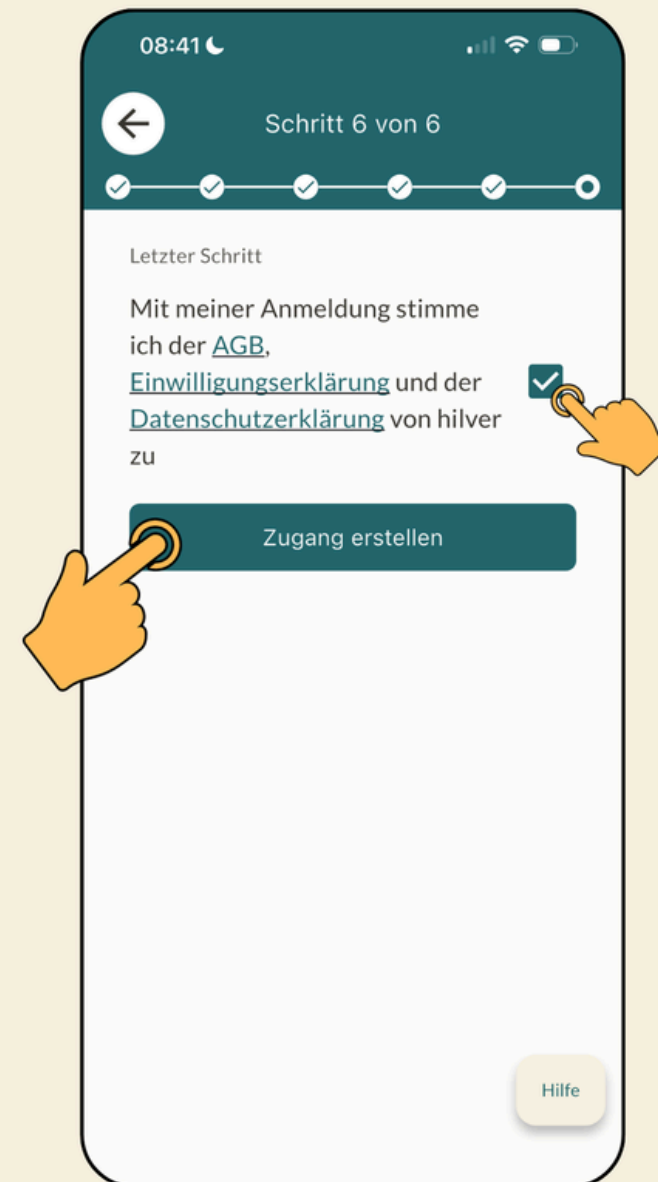 08:41
Schritt 6 von 6
Letzter Schritt
Mit meiner Anmeldung stimme
ich der AGB,
Einwilligungserklärung und der
Datenschutzerklärung von hilver
zu
Zugang erstellen
Hilfe